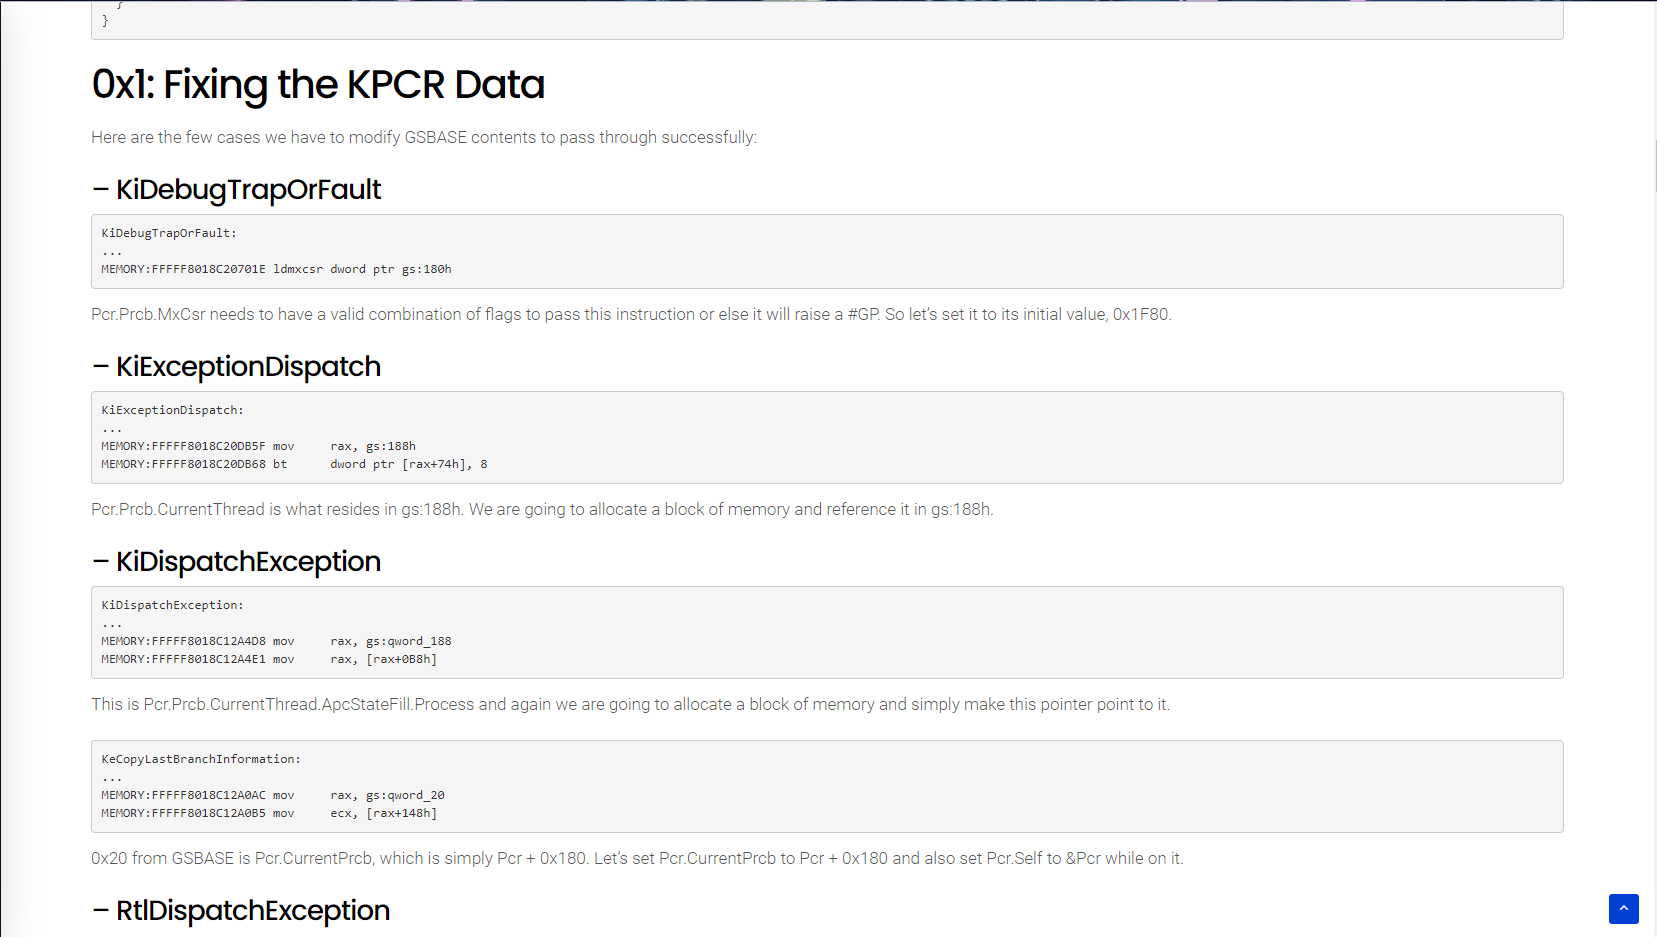 }
}
0x1: Fixing the KPCR Data
Here are the few cases we have to modify GSBASE contents to pass through successfully:
– KiDebugTrapOrFault
KiDebugTrapOrFault:
...
MEMORY:FFFFF8018C20701E ldmxcsr dword ptr gs:180h
Pcr.Prcb.MxCsr needs to have a valid combination of flags to pass this instruction or else it will raise a #GP. So let’s set it to its initial value, 0x1F80.
– KiExceptionDispatch
KiExceptionDispatch:
...
MEMORY:FFFFF8018C20DB5F mov     rax, gs:188h
MEMORY:FFFFF8018C20DB68 bt      dword ptr [rax+74h], 8
Pcr.Prcb.CurrentThread is what resides in gs:188h. We are going to allocate a block of memory and reference it in gs:188h.
– KiDispatchException
KiDispatchException:
...
MEMORY:FFFFF8018C12A4D8 mov     rax, gs:qword_188
MEMORY:FFFFF8018C12A4E1 mov     rax, [rax+0B8h]
This is Pcr.Prcb.CurrentThread.ApcStateFill.Process and again we are going to allocate a block of memory and simply make this pointer point to it.
KeCopyLastBranchInformation:
...
MEMORY:FFFFF8018C12A0AC mov     rax, gs:qword_20
MEMORY:FFFFF8018C12A0B5 mov     ecx, [rax+148h]
0x20 from GSBASE is Pcr.CurrentPrcb, which is simply Pcr + 0x180. Let’s set Pcr.CurrentPrcb to Pcr + 0x180 and also set Pcr.Self to &Pcr while on it.
– RtlDispatchException